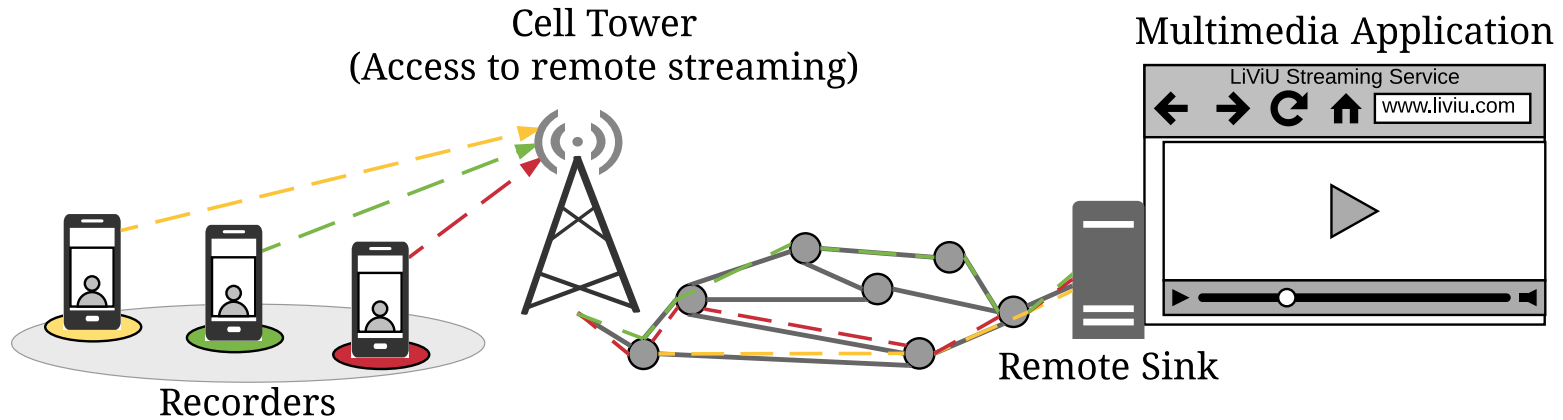 Cell Tower
(Access to remote streaming)
Multimedia Application
LiViU Streaming Service
www.liviu.com
Remote Sink
Recorders